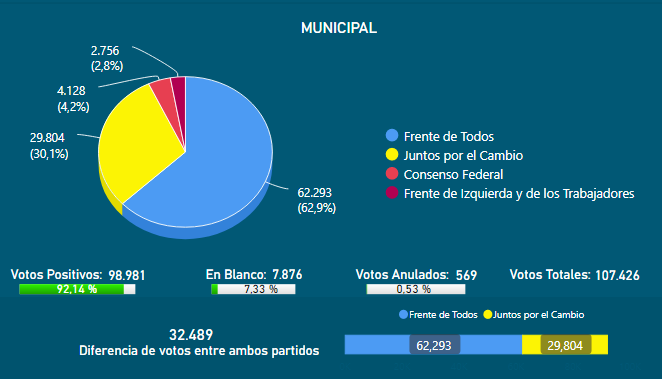 MUNICIPAL
2.756
(2,8%)
4.128
(4,2%)
29.804
(30,1%)
62.293
(62,9%)
Frente de Todos
Juntos por el Cambio
Consenso Federal
Frente de Izquierda y de los Trabajadores
Votos Positivos: 98.981
92,14 %
En Blanco: 7.876
7,33 %
Votos Anulados: 569
0,53 %
Votos Totales: 107.426
32.489
Diferencia de votos entre ambos partidos
Frente de Todos Juntos por el Cambio
62,293 29,804